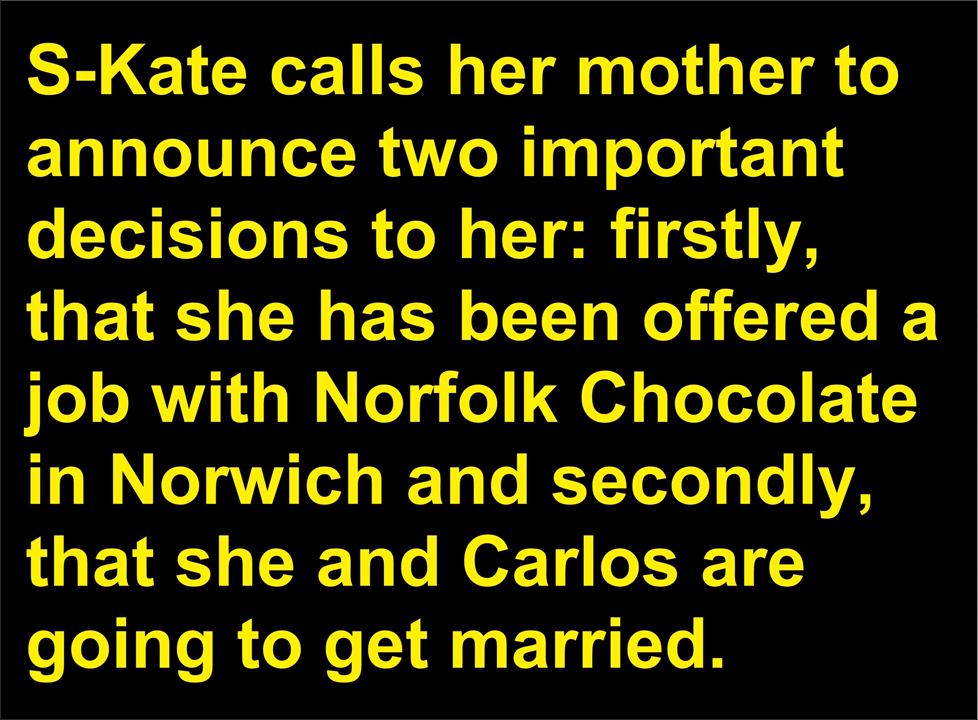 S-Kate calls her mother to
announce two important
decisions to her: firstly,
that she has been offered a
job with Norfolk Chocolate
in Norwich and secondly,
that she and Carlos are
going to get married.